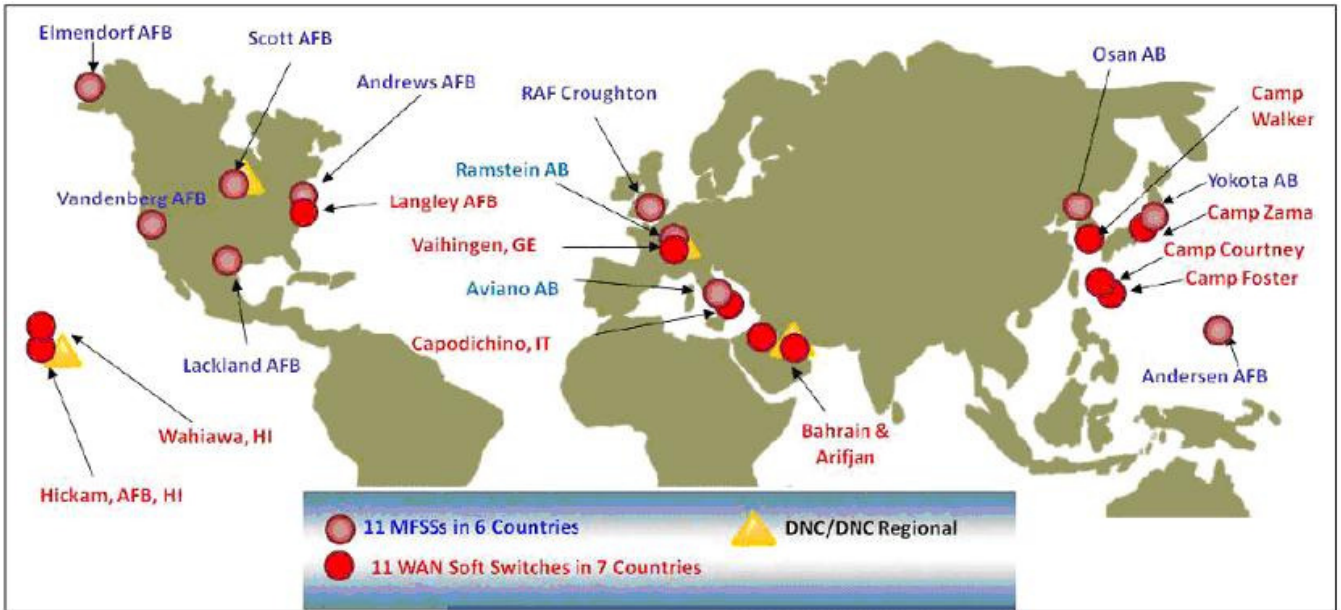 Elmendorf AFB
Scott AFB
Andrews AFB
Vandenberg AFB
Langley AFB
Lackland AFB
Wahiawa, HI
Hickam, AFB, HI
RAF Croughton
Ramstein AB
Vaihingen, GE
Aviano AB
Capodichino, IT
Bahrain &
Arifjan
Osan AB
Camp
Walker
Yokota AB
Camp Zama
Camp Courtney
Camp Foster
Andersen AFB
11 MFSSs in 6 Countries
DNC/DNC Regional
11 WAN Soft Switches in 7 Countries